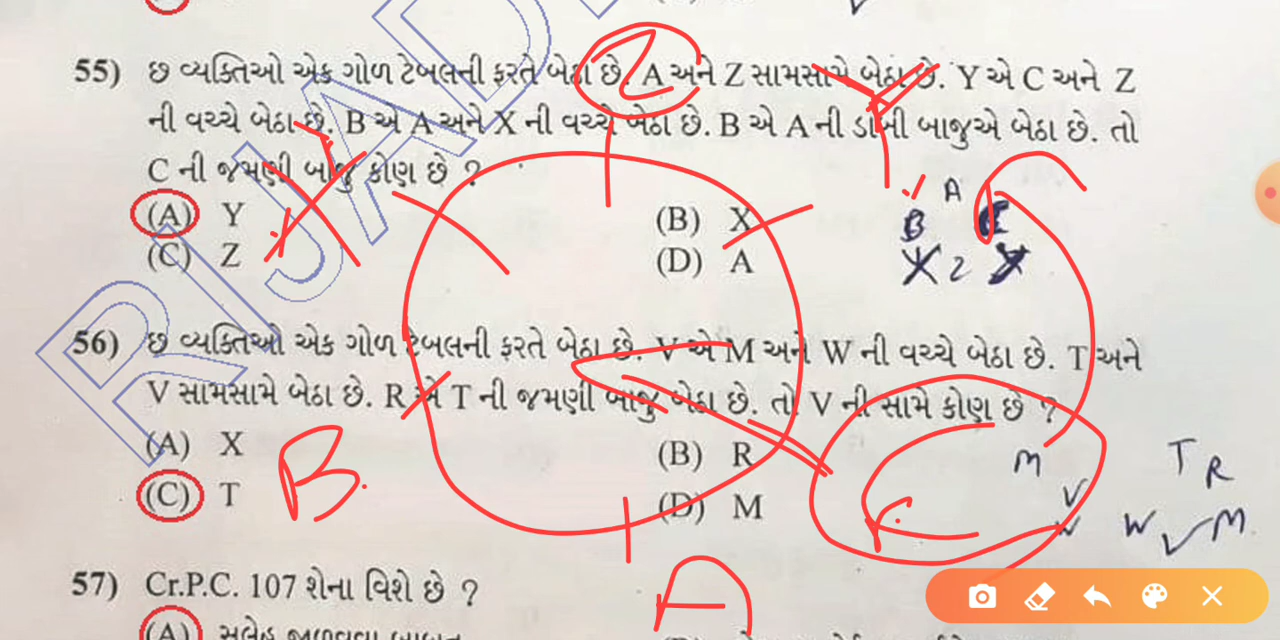 55) છ વ્યક્તિઓ એક ગોળ ટેબલની ફરતે બેઠા છે. A અને Z સામસામે બેઠા છે. Y એ C અને Z
ની વચ્ચે બેઠા છે. B એ A અને X ની વચ્ચે બેઠા છે. B એ A ની ડાબી બાજુએ બેઠા છે. તો
C ની જમણી બાજુ કોણ છે ?
(A) Y (B) X
(C) Z (D) A
56) છ વ્યક્તિઓ એક ગોળ ટેબલની ફરતે બેઠા છે. V એ M અને W ની વચ્ચે બેઠા છે. T અને
V સામસામે બેઠા છે. R એ T ની જમણી બાજુ બેઠા છે. તો V ની સામે કોણ છે ?
(A) X (B) R
(C) T (D) M
57) Cr.P.C. 107 શેના વિશે છે ?
(A)
RIJAD
Z
Y
X
B
A
C
A
B
X Z Y
M
V
W
T R
W V M